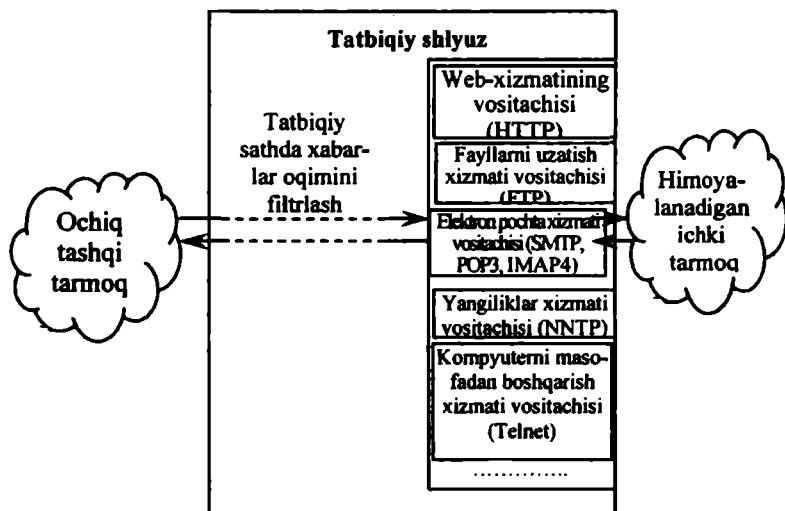 Tatbiqiy shlyuz
Ochiq
tashqi
tarmoq
Tatbiqiy
sathda xabar-
lar oqimini
filtrlash
Web-xizmatining
vositachisi
(HTTP)
Fayllarni uzatish
xizmati vositachisi
(FTP)
Elektron pochta xizmati
vositachisi (SMTP,
POP3, IMAP4)
Yangiliklar xizmati
vositachisi (NNTP)
Kompyuterni maso-
fadan boshqarish
xizmati vositachisi
(Telnet)
..............
Himoya-
lanadigan
ichki
tarmoq